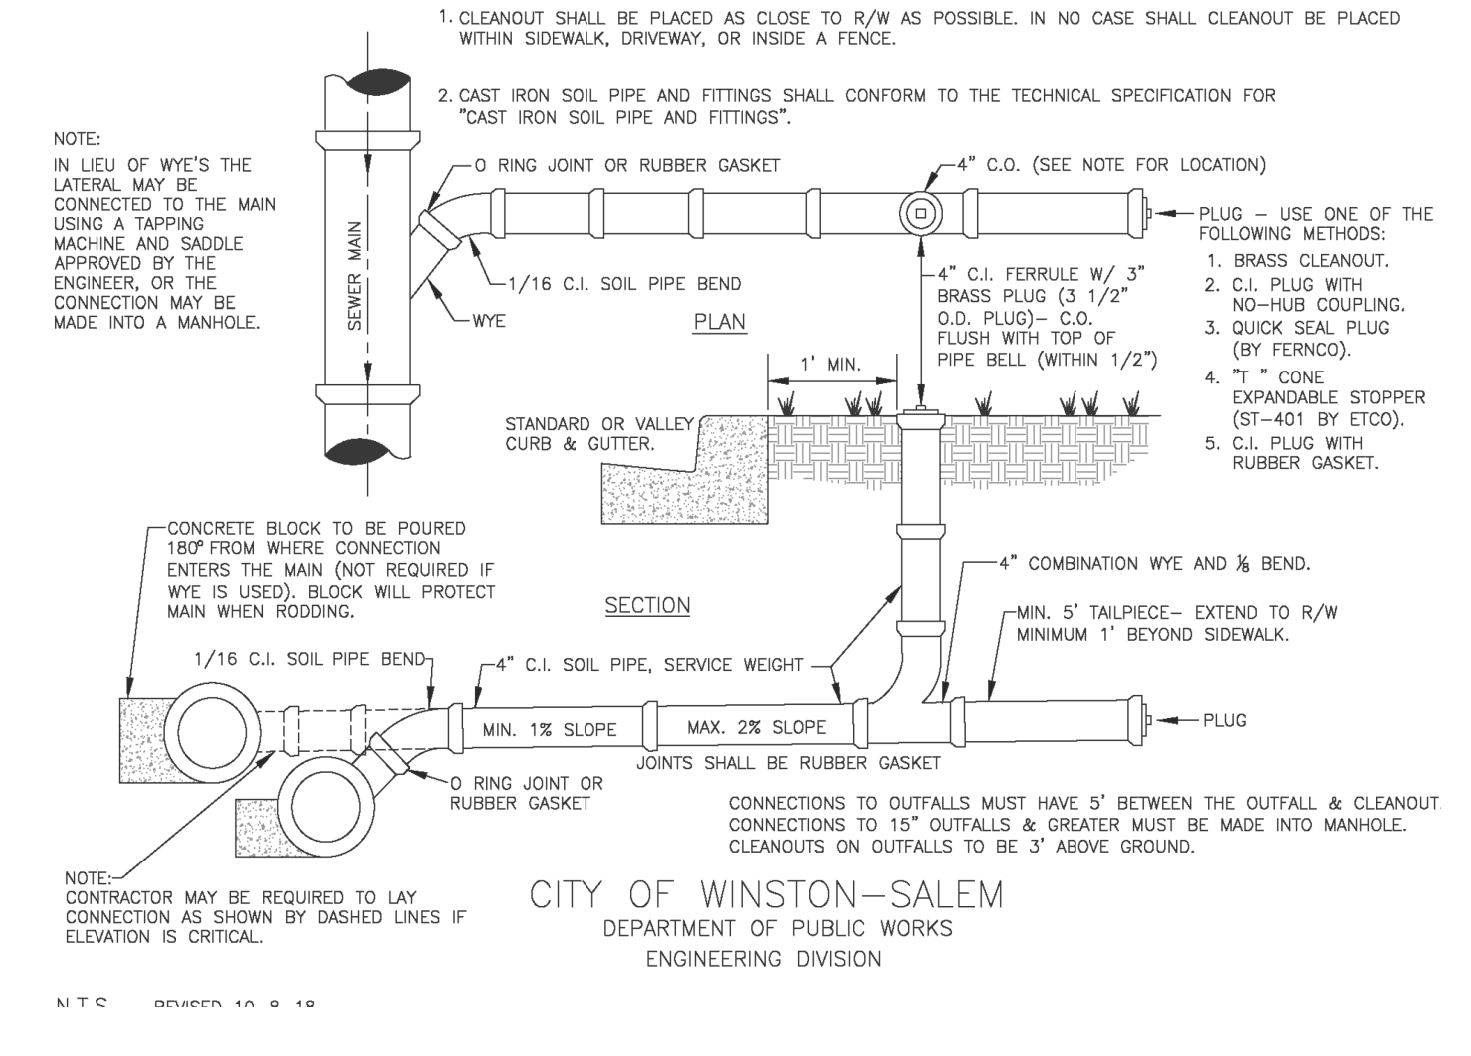 1. CLEANOUT SHALL BE PLACED AS CLOSE TO R/W AS POSSIBLE. IN NO CASE SHALL CLEANOUT BE PLACED
WITHIN SIDEWALK, DRIVEWAY, OR INSIDE A FENCE.
2. CAST IRON SOIL PIPE AND FITTINGS SHALL CONFORM TO THE TECHNICAL SPECIFICATION FOR
"CAST IRON SOIL PIPE AND FITTINGS".
NOTE:
IN LIEU OF WYE'S THE
LATERAL MAY BE
CONNECTED TO THE MAIN
USING A TAPPING
MACHINE AND SADDLE
APPROVED BY THE
ENGINEER, OR THE
CONNECTION MAY BE
MADE INTO A MANHOLE.
SEWER MAIN
O RING JOINT OR RUBBER GASKET
4" C.O. (SEE NOTE FOR LOCATION)
1/16 C.I. SOIL PIPE BEND
WYE
PLAN
4" C.I. FERRULE W/ 3"
BRASS PLUG (3 1/2"
O.D. PLUG)- C.O.
FLUSH WITH TOP OF
PIPE BELL (WITHIN 1/2")
PLUG - USE ONE OF THE
FOLLOWING METHODS:
1. BRASS CLEANOUT.
2. C.I. PLUG WITH
NO-HUB COUPLING.
3. QUICK SEAL PLUG
(BY FERNCO).
4. "T " CONE
EXPANDABLE STOPPER
(ST-401 BY ETCO).
5. C.I. PLUG WITH
RUBBER GASKET.
1' MIN.
STANDARD OR VALLEY
CURB & GUTTER.
CONCRETE BLOCK TO BE POURED
180° FROM WHERE CONNECTION
ENTERS THE MAIN (NOT REQUIRED IF
WYE IS USED). BLOCK WILL PROTECT
MAIN WHEN RODDING.
SECTION
4" COMBINATION WYE AND ⅛ BEND.
MIN. 5' TAILPIECE- EXTEND TO R/W
MINIMUM 1' BEYOND SIDEWALK.
1/16 C.I. SOIL PIPE BEND
4" C.I. SOIL PIPE, SERVICE WEIGHT
MIN. 1% SLOPE
MAX. 2% SLOPE
PLUG
JOINTS SHALL BE RUBBER GASKET
O RING JOINT OR
RUBBER GASKET
CONNECTIONS TO OUTFALLS MUST HAVE 5' BETWEEN THE OUTFALL & CLEANOUT.
CONNECTIONS TO 15" OUTFALLS & GREATER MUST BE MADE INTO MANHOLE.
CLEANOUTS ON OUTFALLS TO BE 3' ABOVE GROUND.
NOTE:
CONTRACTOR MAY BE REQUIRED TO LAY
CONNECTION AS SHOWN BY DASHED LINES IF
ELEVATION IS CRITICAL.
CITY OF WINSTON-SALEM
DEPARTMENT OF PUBLIC WORKS
ENGINEERING DIVISION
N.T.S. REVISED 10-8-18